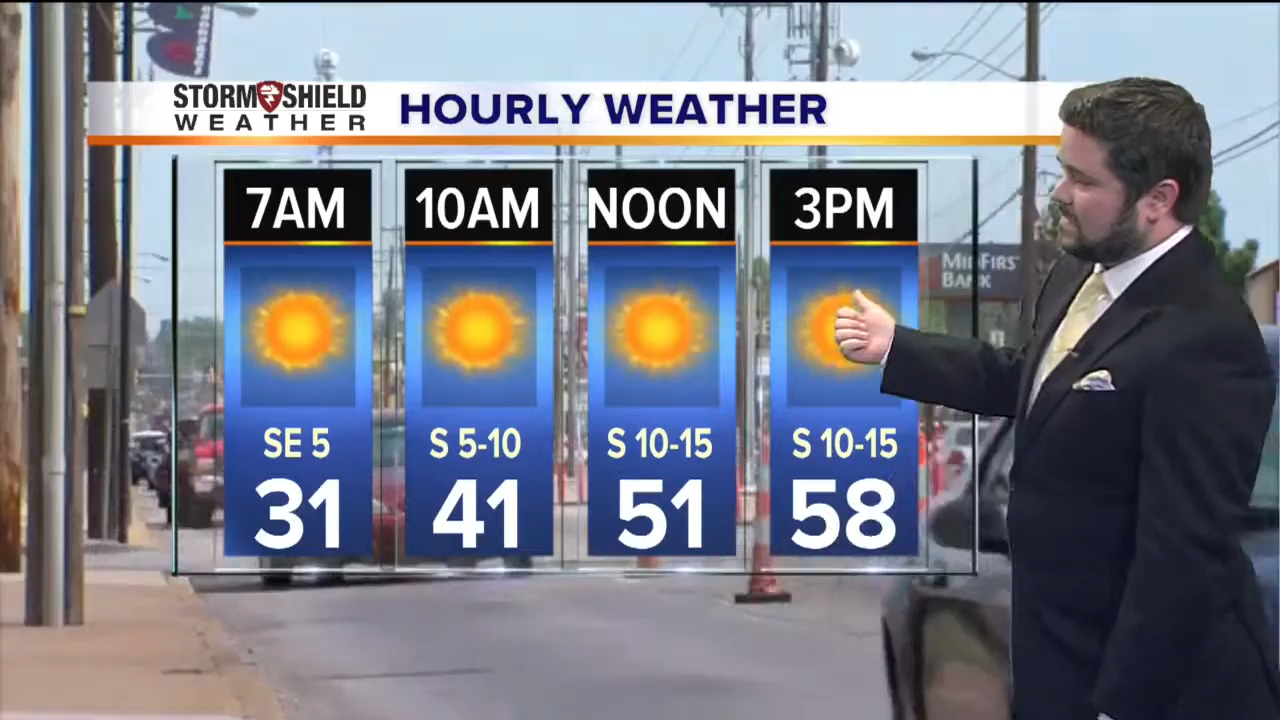 STORM SHIELD
WEATHER
HOURLY WEATHER
7AM 10AM NOON 3PM
MIDFIRST
BANK
SE 5 S 5-10 S 10-15 S 10-15
31 41 51 58